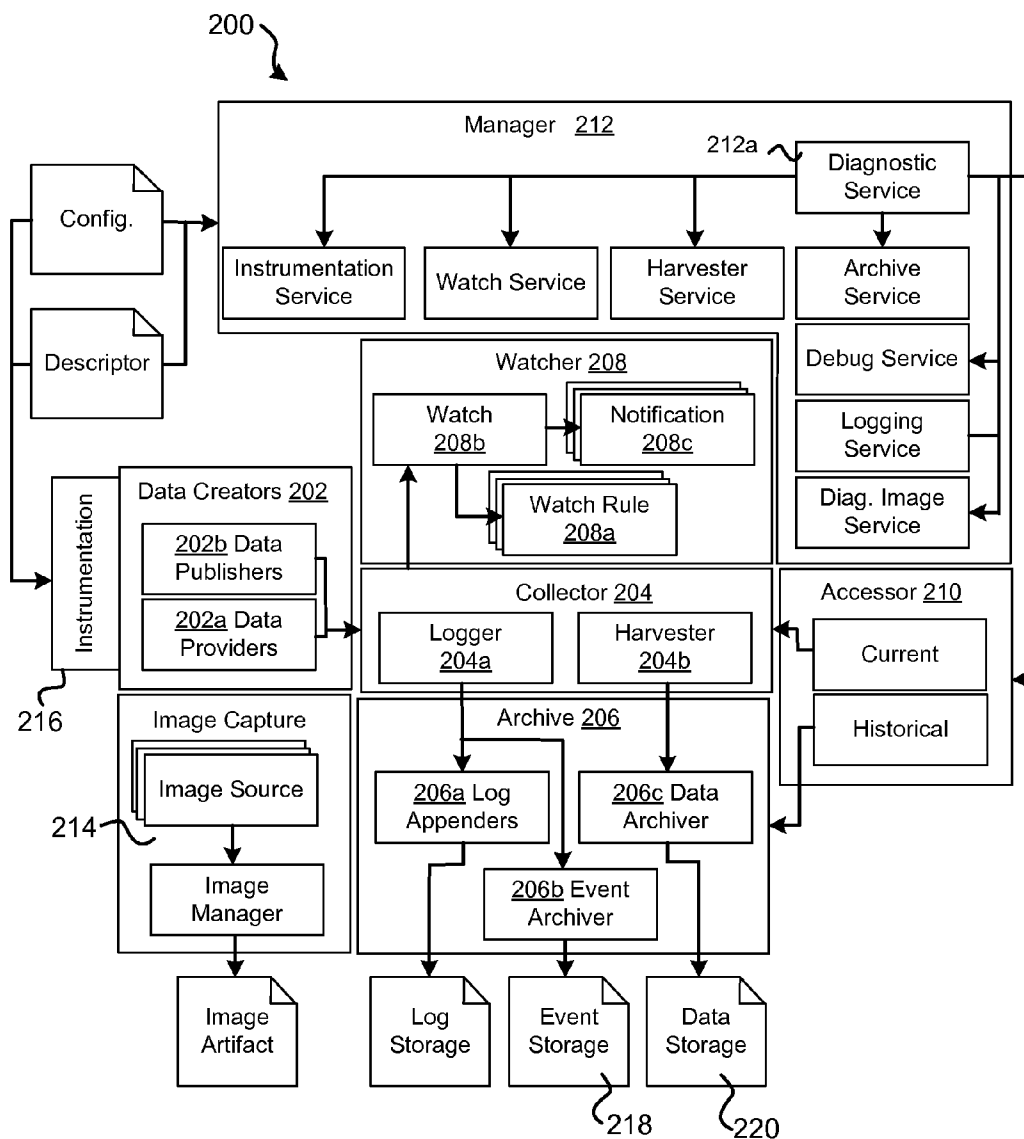 200
Manager 212
212a
Diagnostic
Service
Config.
Instrumentation
Service
Watch Service
Harvester
Service
Archive
Service
Descriptor
Debug Service
Logging
Service
Diag. Image
Service
Watcher 208
Watch
208b
Notification
208c
Watch Rule
208a
Instrumentation
216
Data Creators 202
202b Data
Publishers
202a Data
Providers
Collector 204
Logger
204a
Harvester
204b
Accessor 210
Current
Historical
Image Capture
Image Source
214
Image
Manager
Archive 206
206a Log
Appenders
206c Data
Archiver
206b Event
Archiver
Image
Artifact
Log
Storage
Event
Storage
Data
Storage
218
220